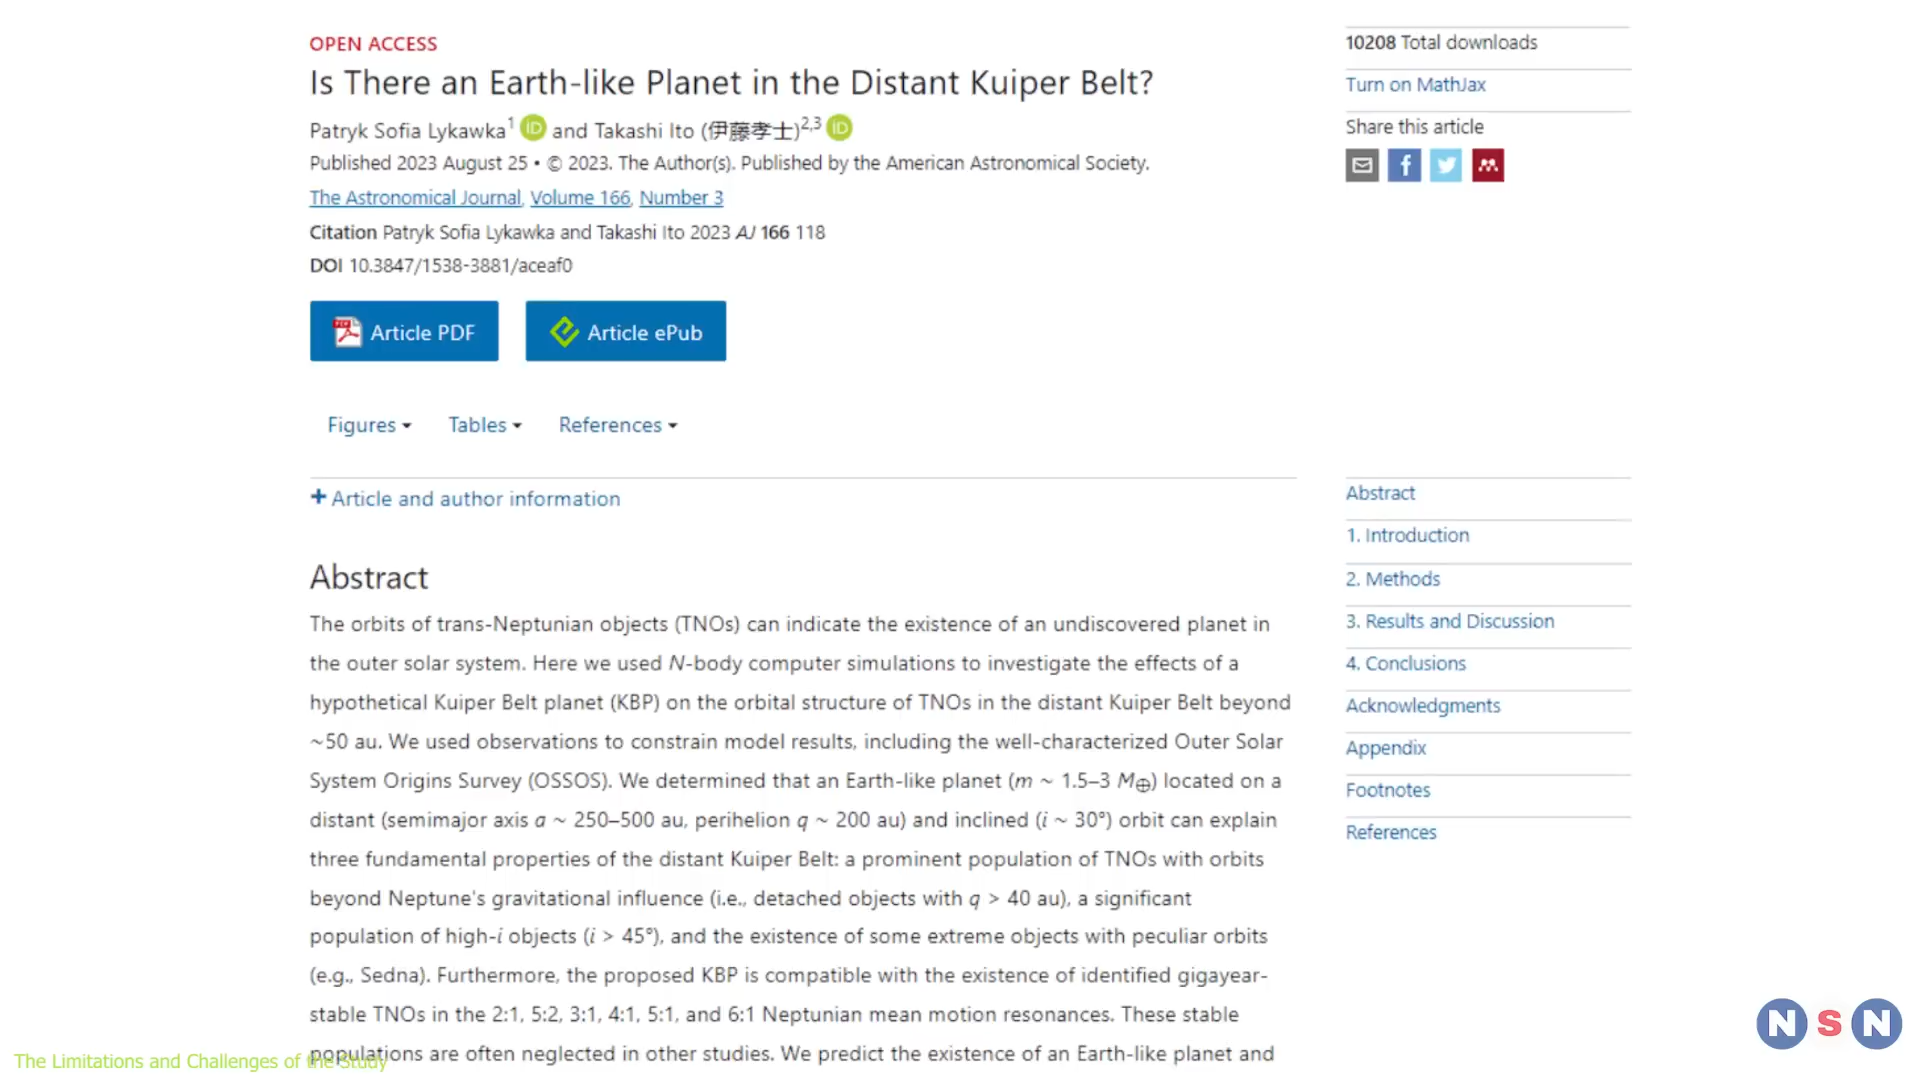 OPEN ACCESS
Is There an Earth-like Planet in the Distant Kuiper Belt?
Patryk Sofia Lykawka1 iD and Takashi Ito (伊藤孝士)2,3 iD
Published 2023 August 25 • © 2023. The Author(s). Published by the American Astronomical Society.
The Astronomical Journal, Volume 166, Number 3
Citation Patryk Sofia Lykawka and Takashi Ito 2023 AJ 166 118
DOI 10.3847/1538-3881/aceaf0
Article PDF
Article ePub
Figures
Tables
References
+ Article and author information
Abstract
The orbits of trans-Neptunian objects (TNOs) can indicate the existence of an undiscovered planet in
the outer solar system. Here we used N-body computer simulations to investigate the effects of a
hypothetical Kuiper Belt planet (KBP) on the orbital structure of TNOs in the distant Kuiper Belt beyond
~50 au. We used observations to constrain model results, including the well-characterized Outer Solar
System Origins Survey (OSSOS). We determined that an Earth-like planet (m ~ 1.5–3 M⊕) located on a
distant (semimajor axis a ~ 250–500 au, perihelion q ~ 200 au) and inclined (i ~ 30°) orbit can explain
three fundamental properties of the distant Kuiper Belt: a prominent population of TNOs with orbits
beyond Neptune's gravitational influence (i.e., detached objects with q > 40 au), a significant
population of high-i objects (i > 45°), and the existence of some extreme objects with peculiar orbits
(e.g., Sedna). Furthermore, the proposed KBP is compatible with the existence of identified gigayear-
stable TNOs in the 2:1, 5:2, 3:1, 4:1, 5:1, and 6:1 Neptunian mean motion resonances. These stable
populations are often neglected in other studies. We predict the existence of an Earth-like planet and
10208 Total downloads
Turn on MathJax
Share this article
Abstract
1. Introduction
2. Methods
3. Results and Discussion
4. Conclusions
Acknowledgments
Appendix
Footnotes
References
The Limitations and Challenges of the Study
N S N